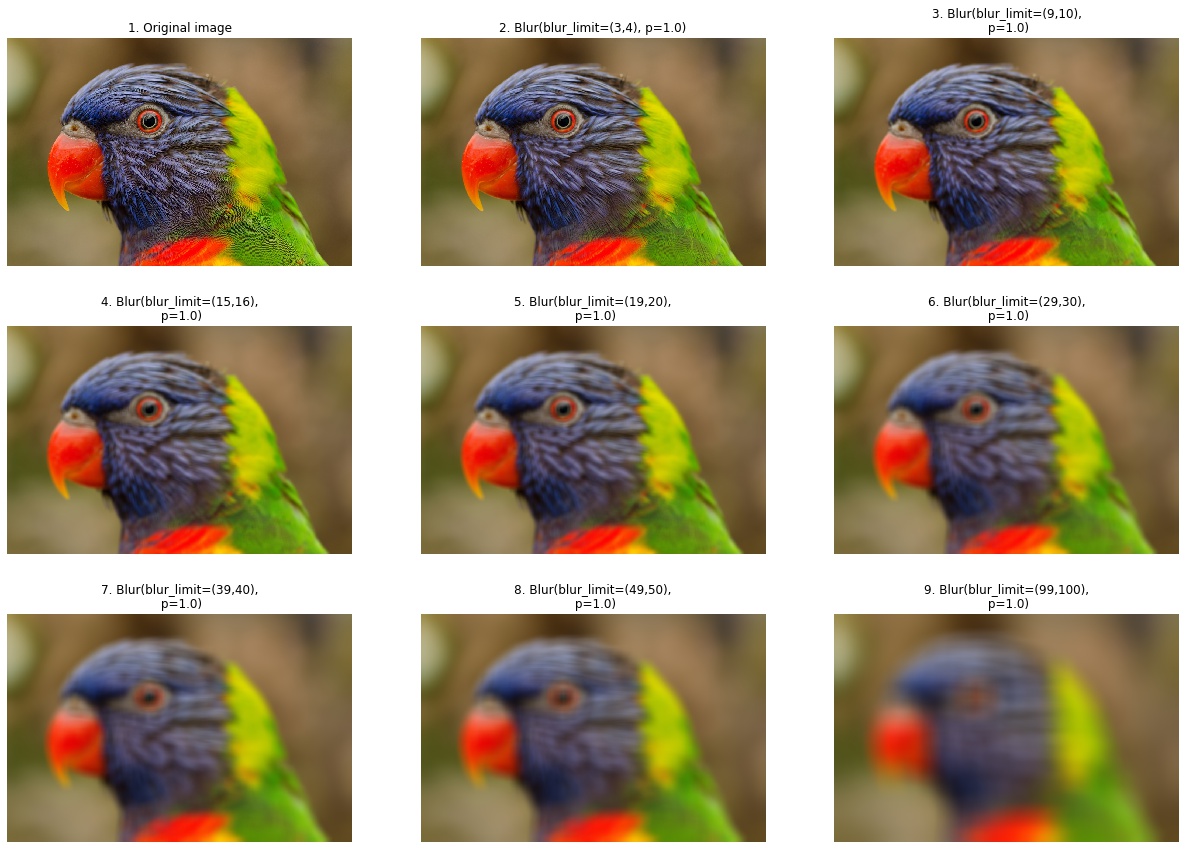 1. Original image
2. Blur(blur_limit=(3,4), p=1.0)
3. Blur(blur_limit=(9,10),
p=1.0)
4. Blur(blur_limit=(15,16),
p=1.0)
5. Blur(blur_limit=(19,20),
p=1.0)
6. Blur(blur_limit=(29,30),
p=1.0)
7. Blur(blur_limit=(39,40),
p=1.0)
8. Blur(blur_limit=(49,50),
p=1.0)
9. Blur(blur_limit=(99,100),
p=1.0)